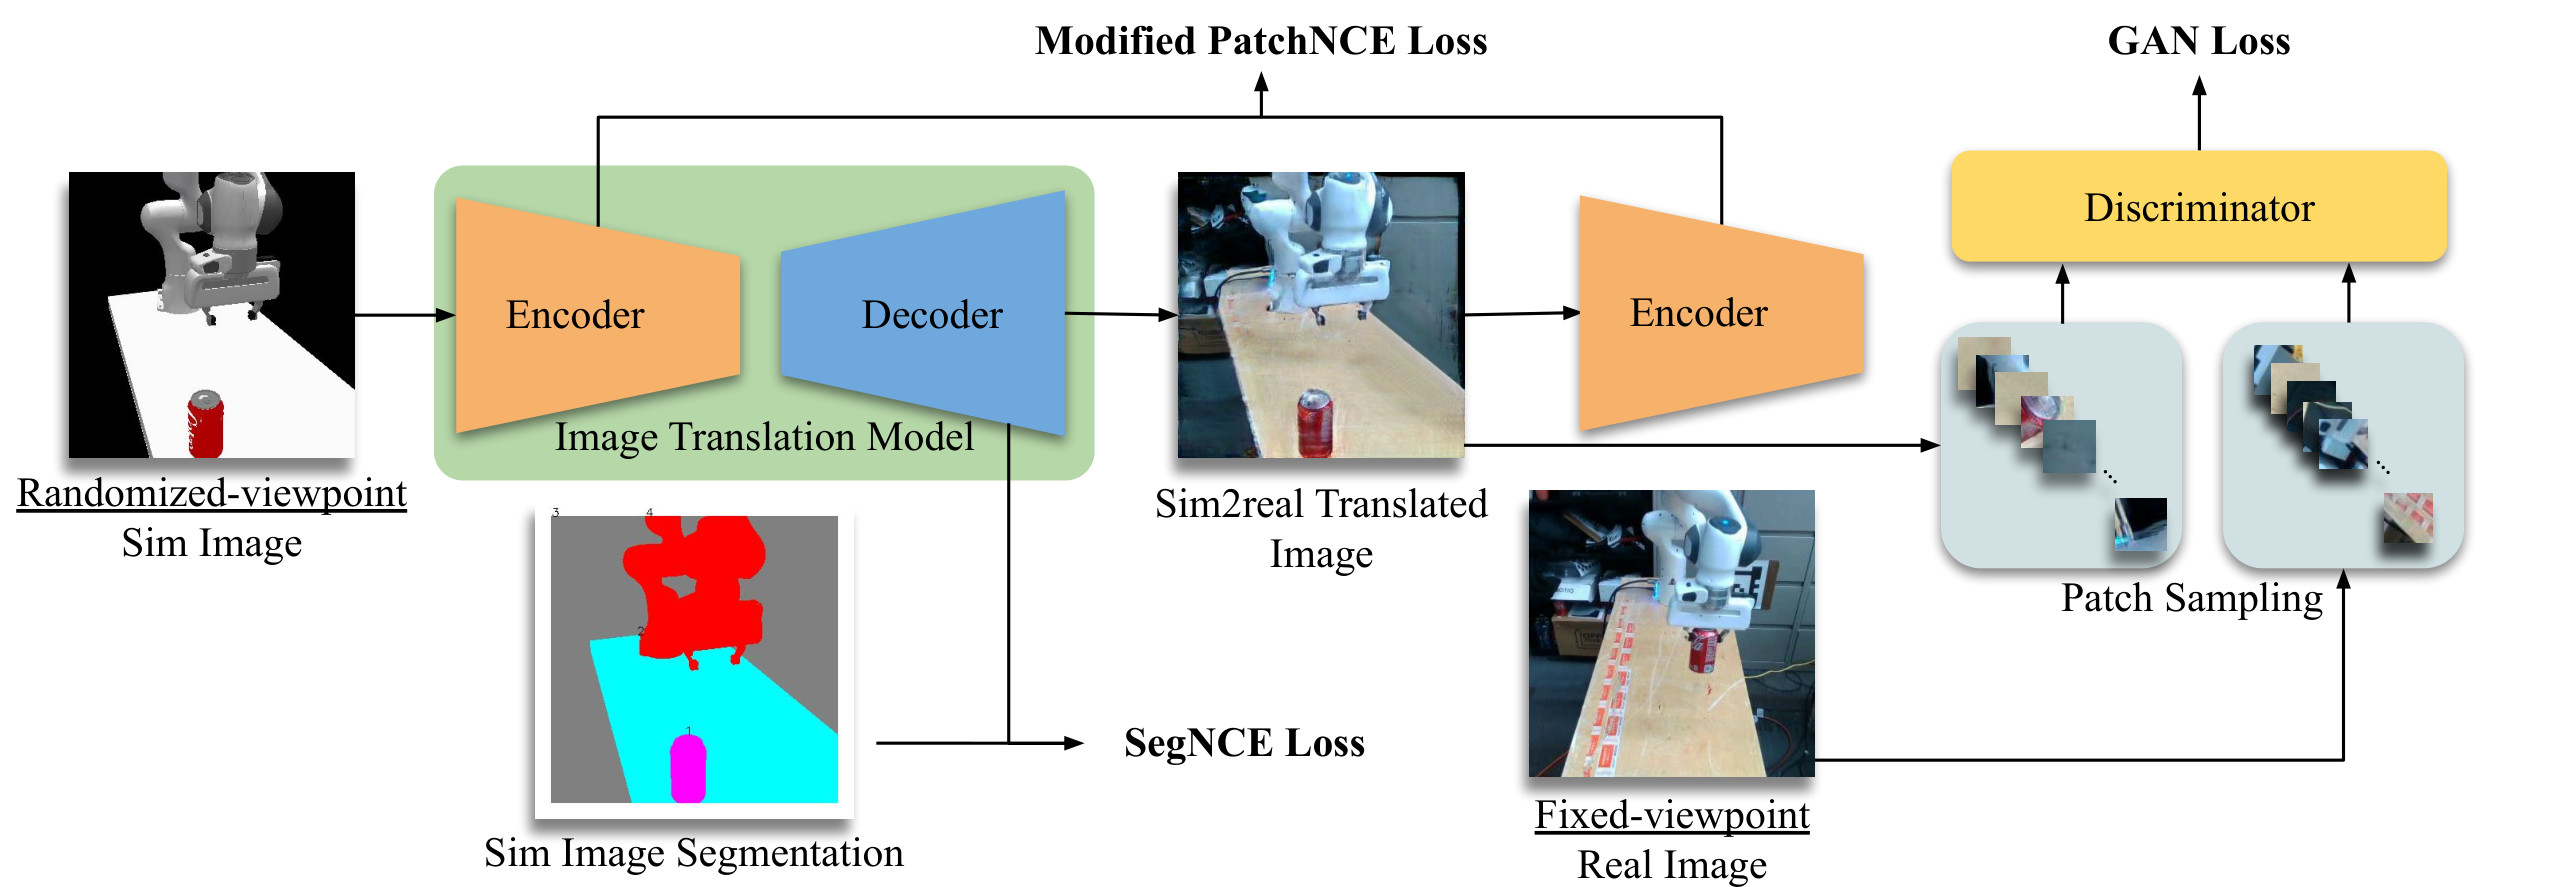 Modified PatchNCE Loss
GAN Loss
Discriminator
Encoder
Decoder
Encoder
Image Translation Model
Randomized-viewpoint
Sim Image
Sim2real Translated
Image
3
4
2
1
Patch Sampling
SegNCE Loss
Sim Image Segmentation
Fixed-viewpoint
Real Image